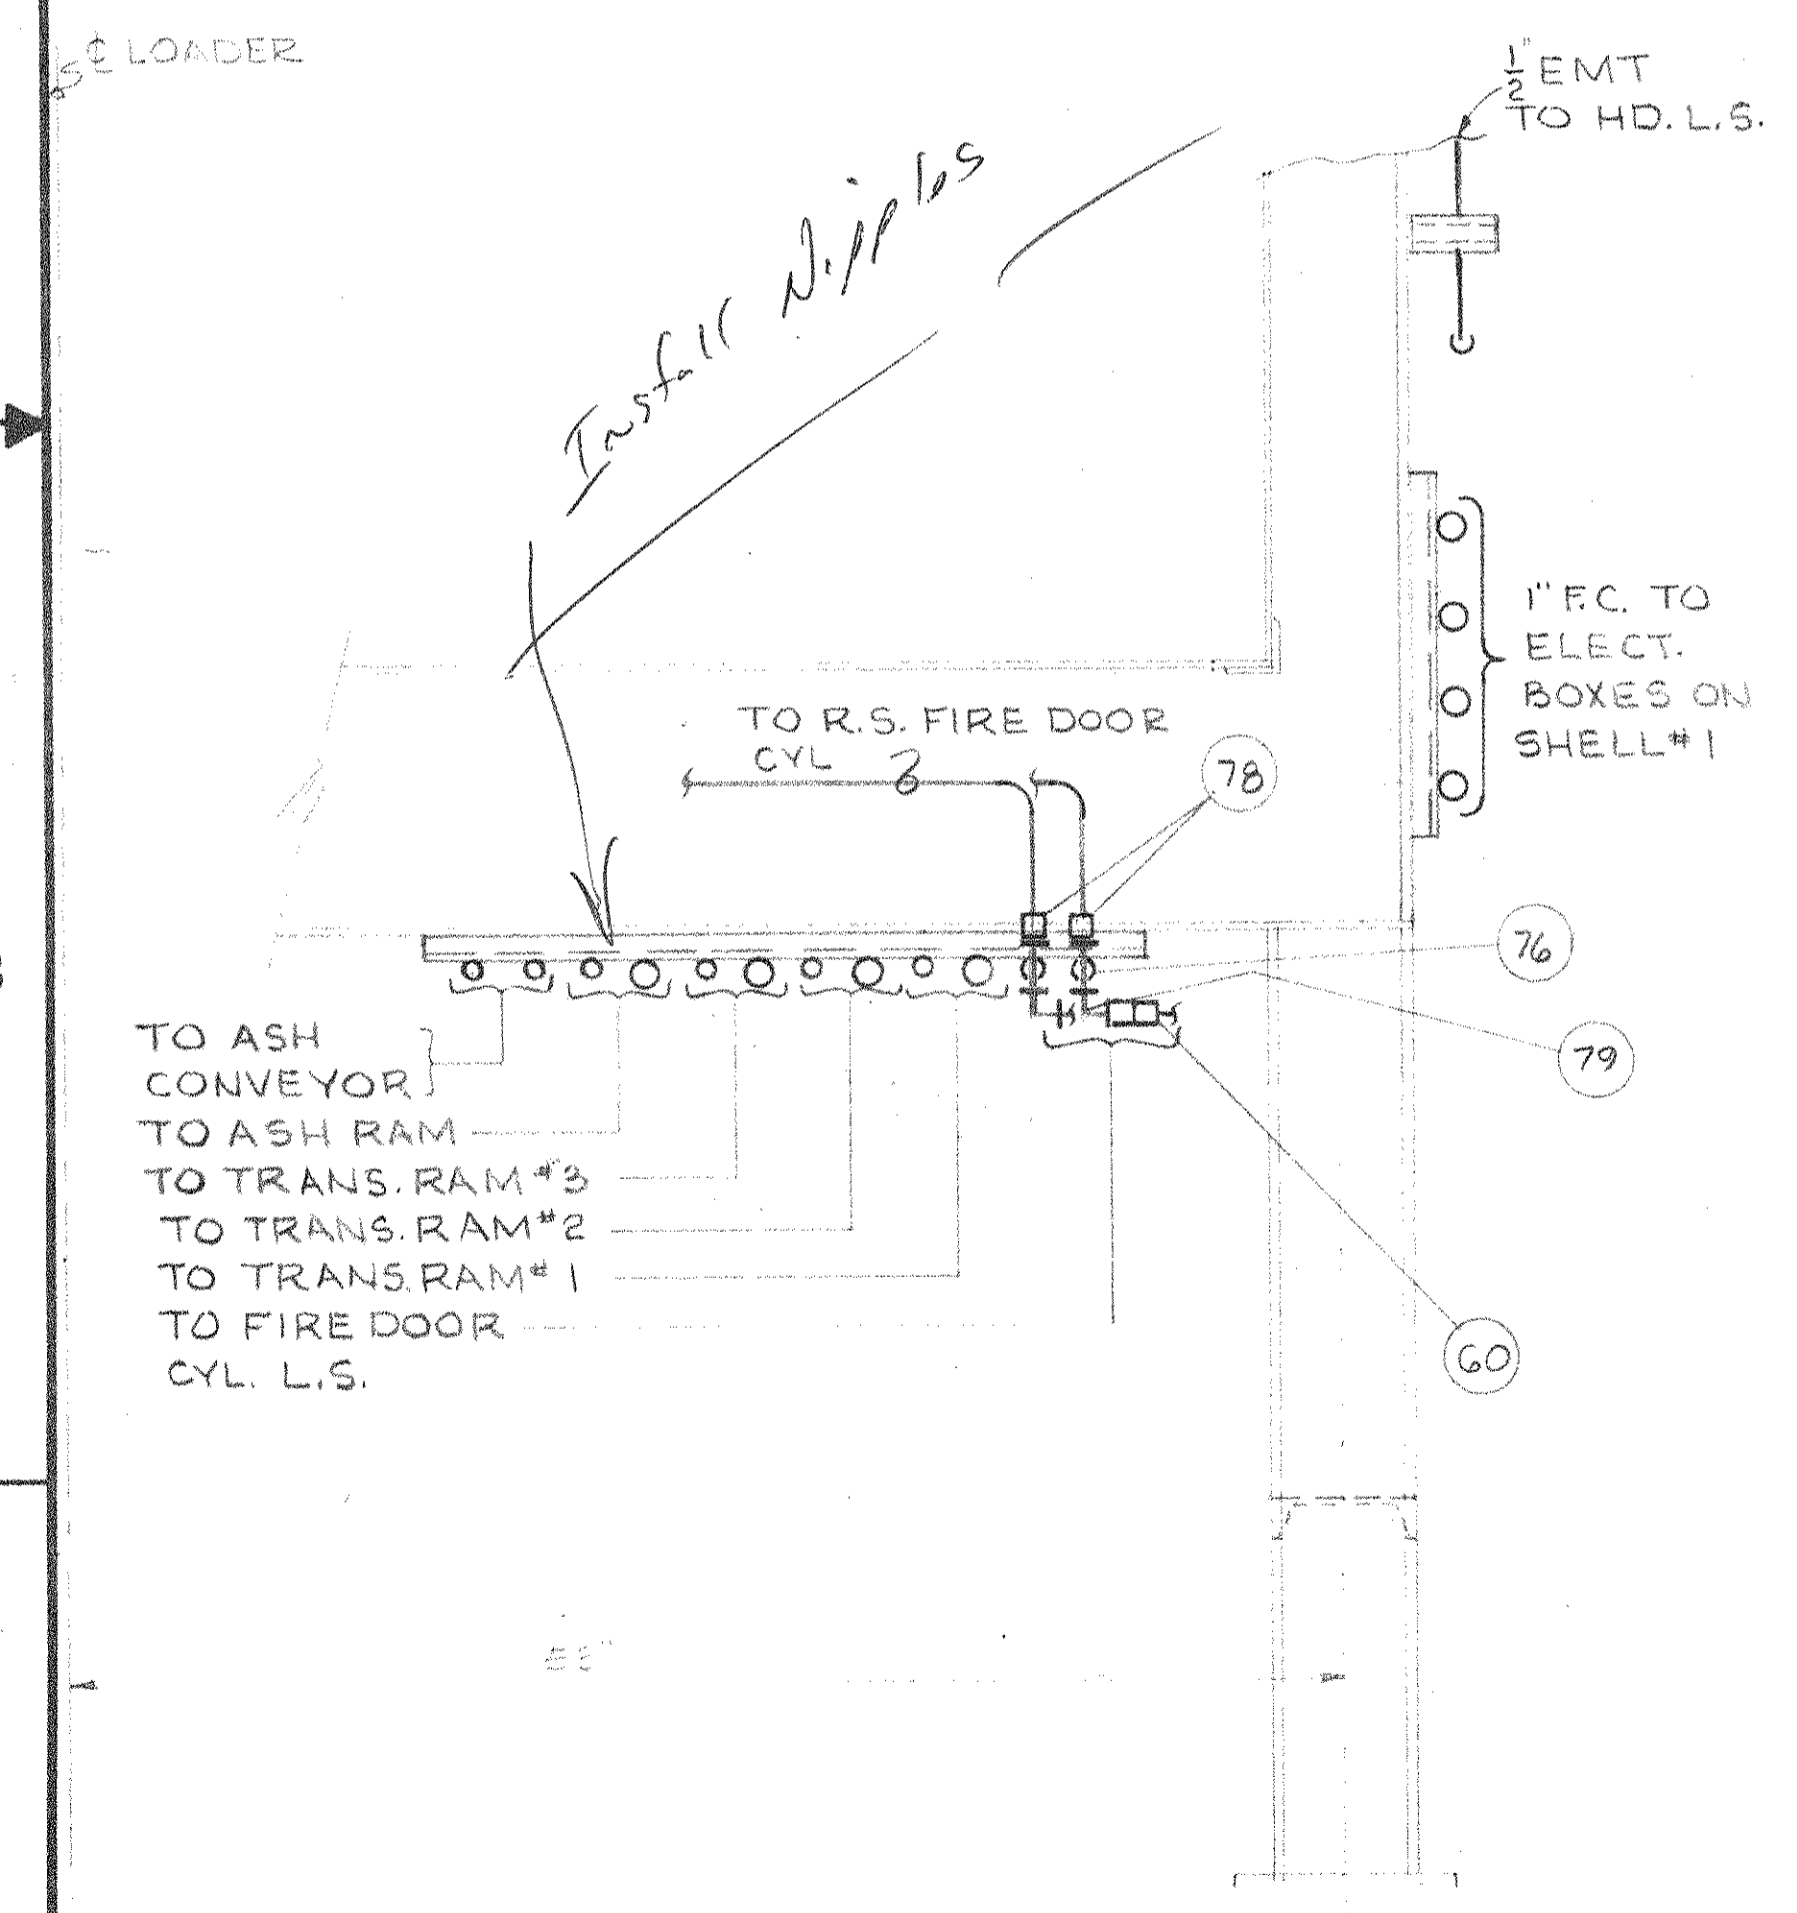 ℄ LOADER
1/2" EMT
TO HD. L.S.
Install Nipples
1" F.C. TO
ELECT.
BOXES ON
SHELL #1
TO R.S. FIRE DOOR
CYL
78
76
79
60
TO ASH
CONVEYOR
TO ASH RAM
TO TRANS. RAM #3
TO TRANS. RAM #2
TO TRANS. RAM #1
TO FIRE DOOR
CYL. L.S.